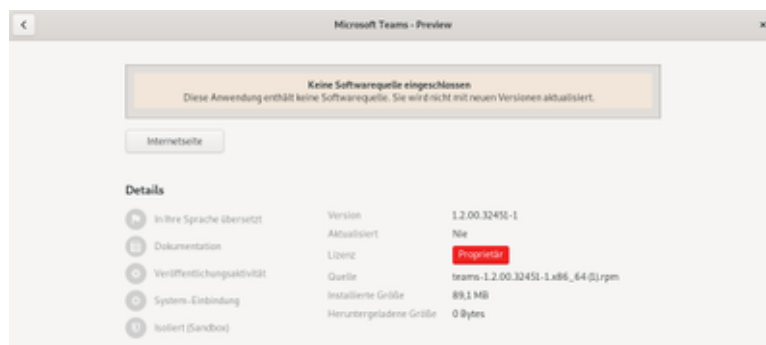 Microsoft Teams - Preview
Keine Softwarequelle eingeschlossen
Diese Anwendung enthält keine Softwarequelle. Sie wird nicht mit neuen Versionen aktualisiert.
Internetseite
Details
In Ihre Sprache übersetzt
Dokumentation
Veröffentlichungsaktivität
System-Einbindung
Isoliert (Sandbox)
Version 1.2.00.32451-1
Aktualisiert Nie
Lizenz Proprietär
Quelle teams-1.2.00.32451-1.x86_64 (1).rpm
Installierte Größe 89,1 MB
Heruntergeladene Größe 0 Bytes